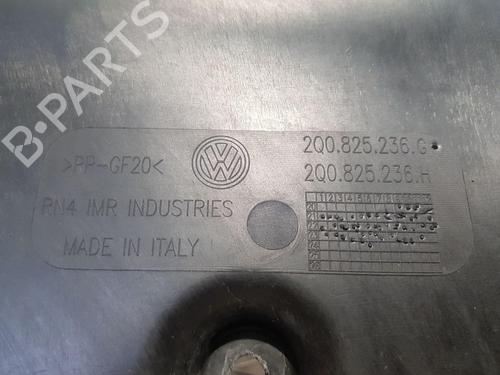 >PP-GF20<
2Q0.825.236.G
2Q0.825.236.H
RN4 IMR INDUSTRIES
MADE IN ITALY
B-PARTS